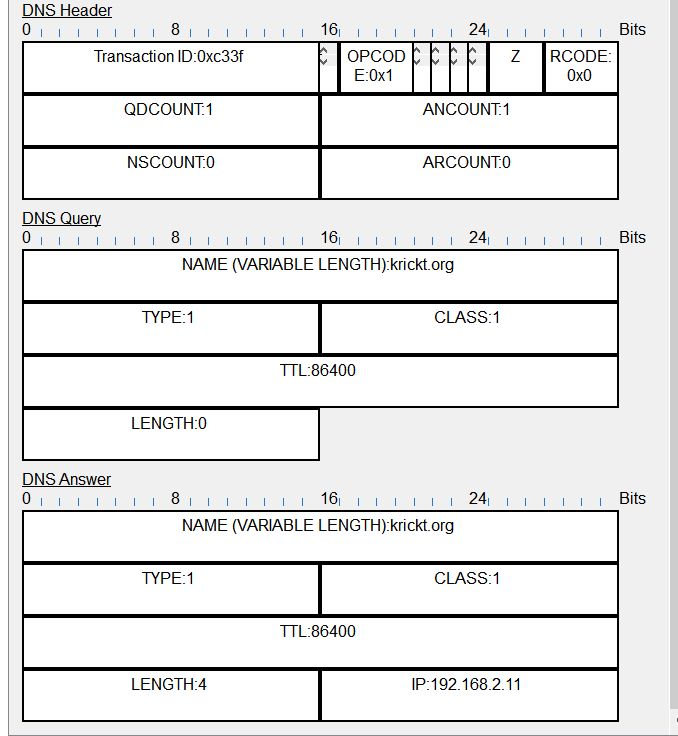 DNS Header
0 8 16 24 Bits
Transaction ID:0xc33f OPCOD Z RCODE:
E:0x1 0x0
QDCOUNT:1 ANCOUNT:1
NSCOUNT:0 ARCOUNT:0
DNS Query
0 8 16 24 Bits
NAME (VARIABLE LENGTH):krickt.org
TYPE:1 CLASS:1
TTL:86400
LENGTH:0
DNS Answer
0 8 16 24 Bits
NAME (VARIABLE LENGTH):krickt.org
TYPE:1 CLASS:1
TTL:86400
LENGTH:4 IP:192.168.2.11